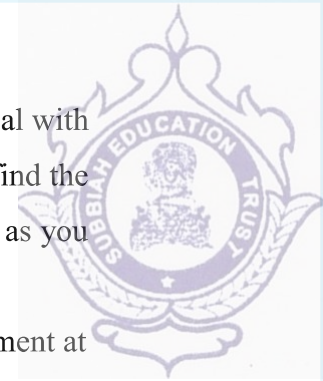 al with
find the
as you
ment at
SUBBIAH EDUCATION TRUST